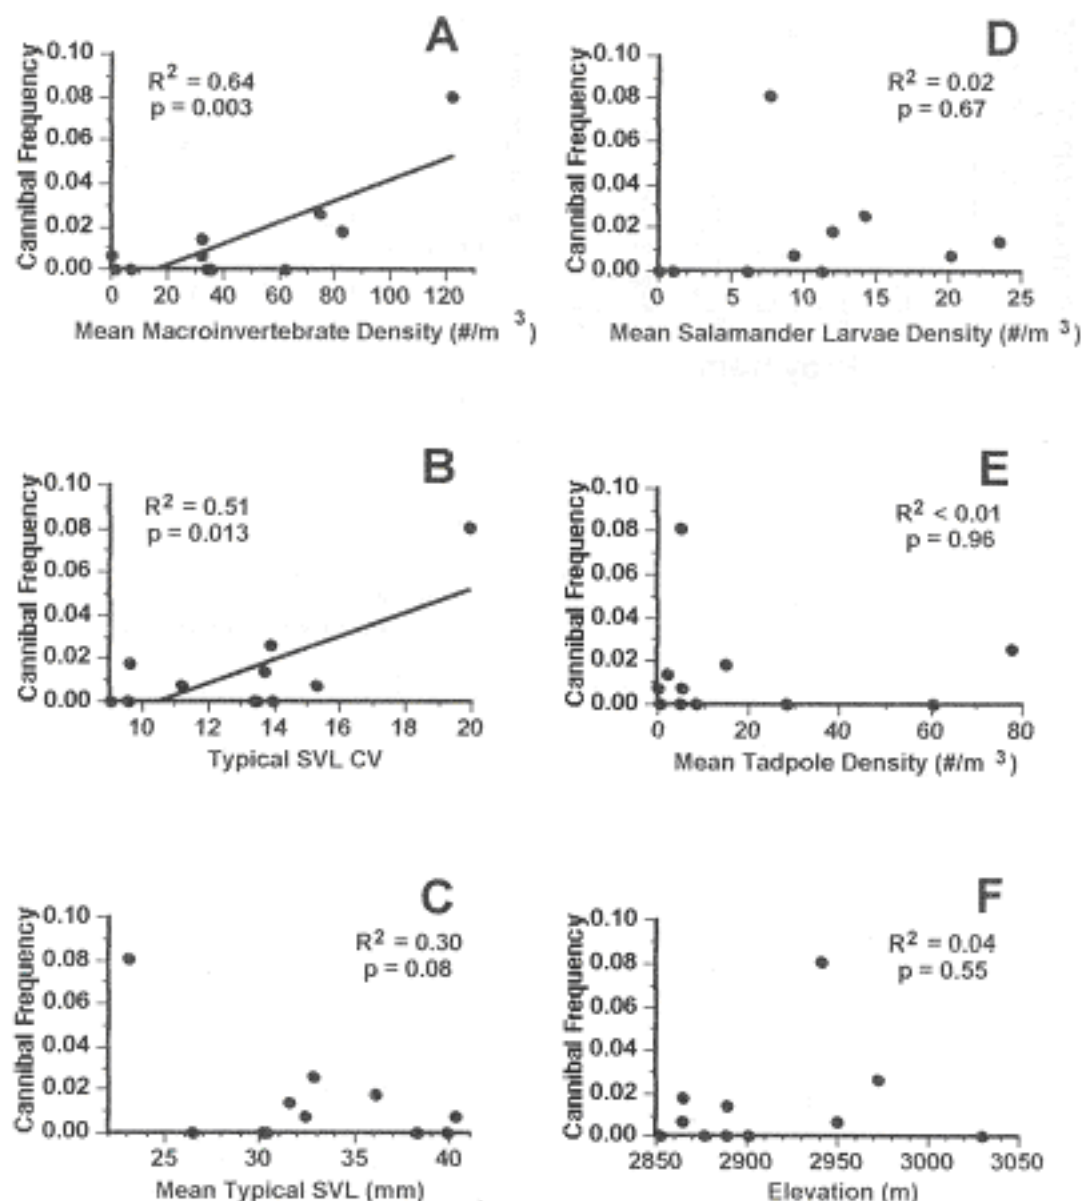 A
R2 = 0.64
p = 0.003
Cannibal Frequency
0.10
0.08
0.06
0.04
0.02
0.00
0 20 40 60 80 100 120
Mean Macroinvertebrate Density (#/m 3)
D
R2 = 0.02
p = 0.67
Cannibal Frequency
0.10
0.08
0.06
0.04
0.02
0.00
0 5 10 15 20 25
Mean Salamander Larvae Density (#/m 3)
B
R2 = 0.51
p = 0.013
Cannibal Frequency
0.10
0.08
0.06
0.04
0.02
0.00
10 12 14 16 18 20
Typical SVL CV
E
R2 < 0.01
p = 0.96
Cannibal Frequency
0.10
0.08
0.06
0.04
0.02
0.00
0 20 40 60 80
Mean Tadpole Density (#/m 3)
C
R2 = 0.30
p = 0.08
Cannibal Frequency
0.10
0.08
0.06
0.04
0.02
0.00
25 30 35 40
Mean Typical SVL (mm)
F
R2 = 0.04
p = 0.55
Cannibal Frequency
0.10
0.08
0.06
0.04
0.02
0.00
2850 2900 2950 3000 3050
Elevation (m)